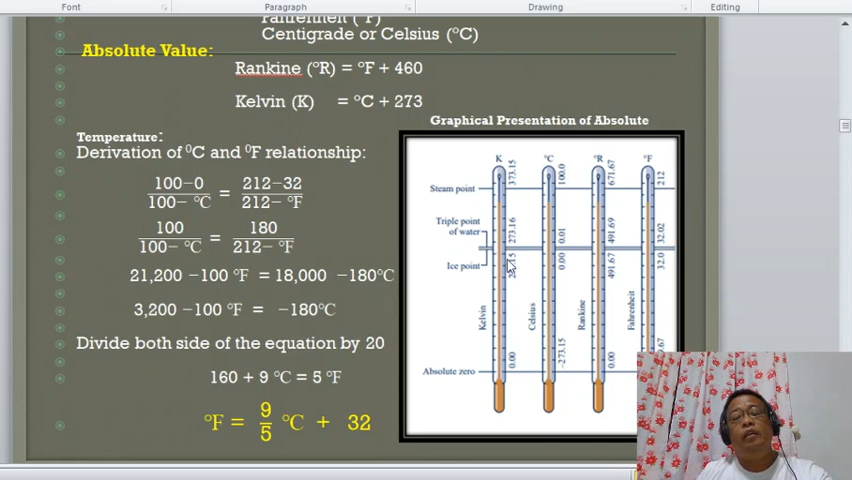 Font
Paragraph
Drawing
Editing
Fahrenheit (°F)
Centigrade or Celsius (°C)
Absolute Value:
Rankine (°R) = °F + 460
Kelvin (K) = °C + 273
Graphical Presentation of Absolute
Temperature:
Derivation of ⁰C and ⁰F relationship:
100−0 / 100− °C = 212−32 / 212− °F
100 / 100− °C = 180 / 212− °F
21,200 −100 °F = 18,000 −180°C
3,200 −100 °F = −180°C
Divide both side of the equation by 20
160 + 9 °C = 5 °F
°F = 9/5 °C + 32
K °C °R °F
Steam point 373.15 100.0 671.67 212
Triple point
of water 273.16 0.01 491.69 32.02
Ice point 0.00 491.67 32.0
Kelvin Celsius Rankine Fahrenheit
Absolute zero 0.00 −273.15 0.00